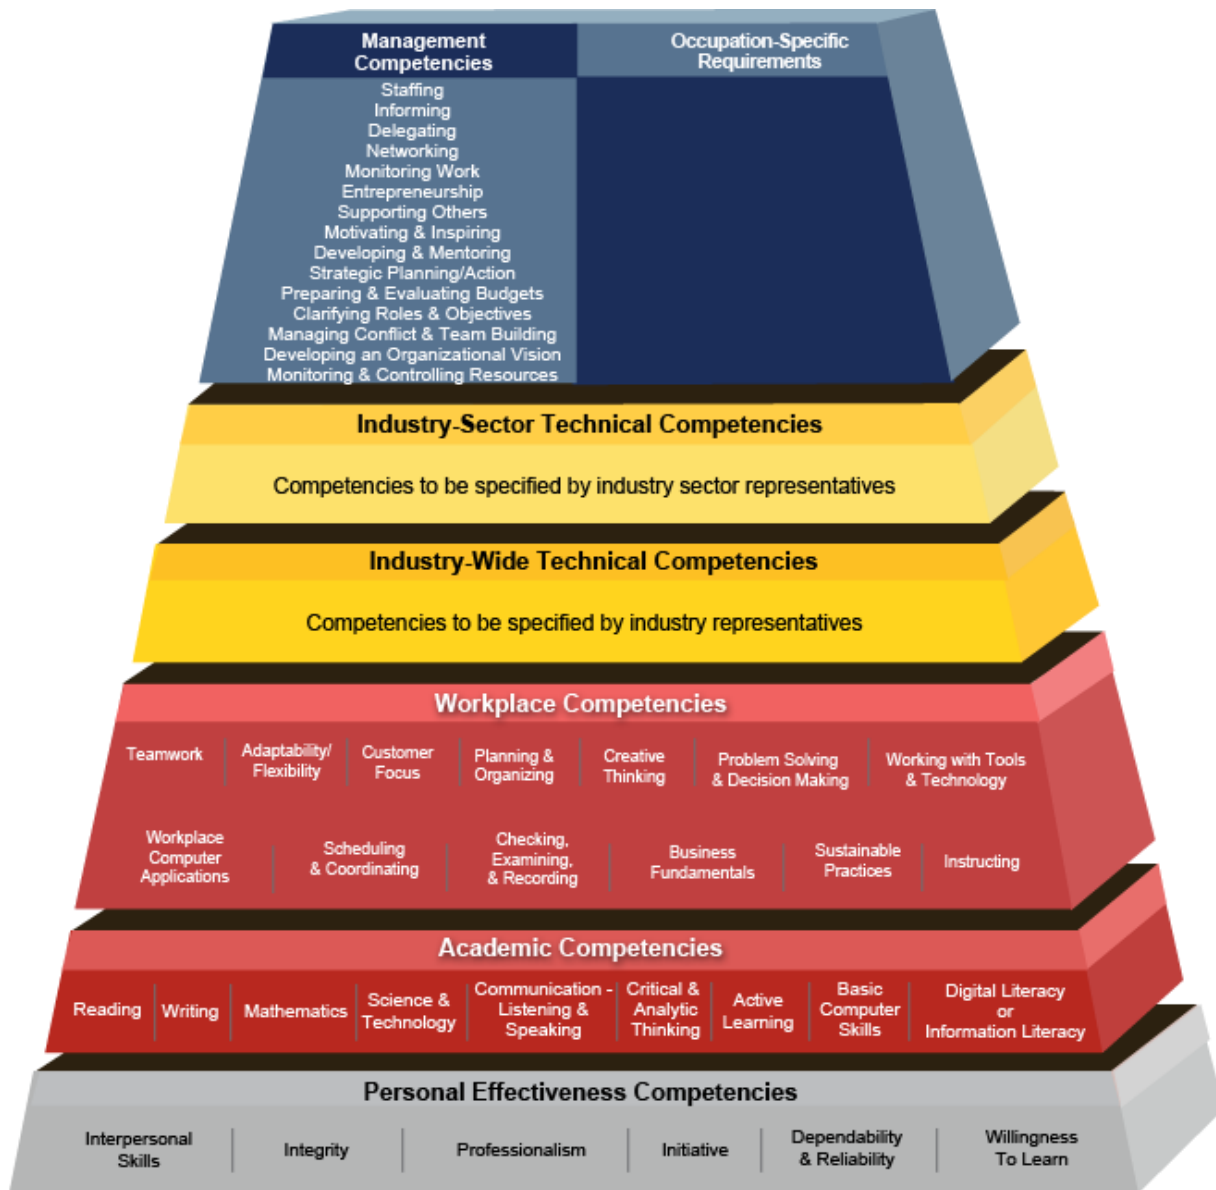 Management
Competencies
Occupation-Specific
Requirements
Staffing
Informing
Delegating
Networking
Monitoring Work
Entrepreneurship
Supporting Others
Motivating & Inspiring
Developing & Mentoring
Strategic Planning/Action
Preparing & Evaluating Budgets
Clarifying Roles & Objectives
Managing Conflict & Team Building
Developing an Organizational Vision
Monitoring & Controlling Resources
Industry-Sector Technical Competencies
Competencies to be specified by industry sector representatives
Industry-Wide Technical Competencies
Competencies to be specified by industry representatives
Workplace Competencies
Teamwork
Adaptability/
Flexibility
Customer
Focus
Planning &
Organizing
Creative
Thinking
Problem Solving
& Decision Making
Working with Tools
& Technology
Workplace
Computer
Applications
Scheduling
& Coordinating
Checking,
Examining,
& Recording
Business
Fundamentals
Sustainable
Practices
Instructing
Academic Competencies
Reading
Writing
Mathematics
Science &
Technology
Communication -
Listening &
Speaking
Critical &
Analytic
Thinking
Active
Learning
Basic
Computer
Skills
Digital Literacy
or
Information Literacy
Personal Effectiveness Competencies
Interpersonal
Skills
Integrity
Professionalism
Initiative
Dependability
& Reliability
Willingness
To Learn